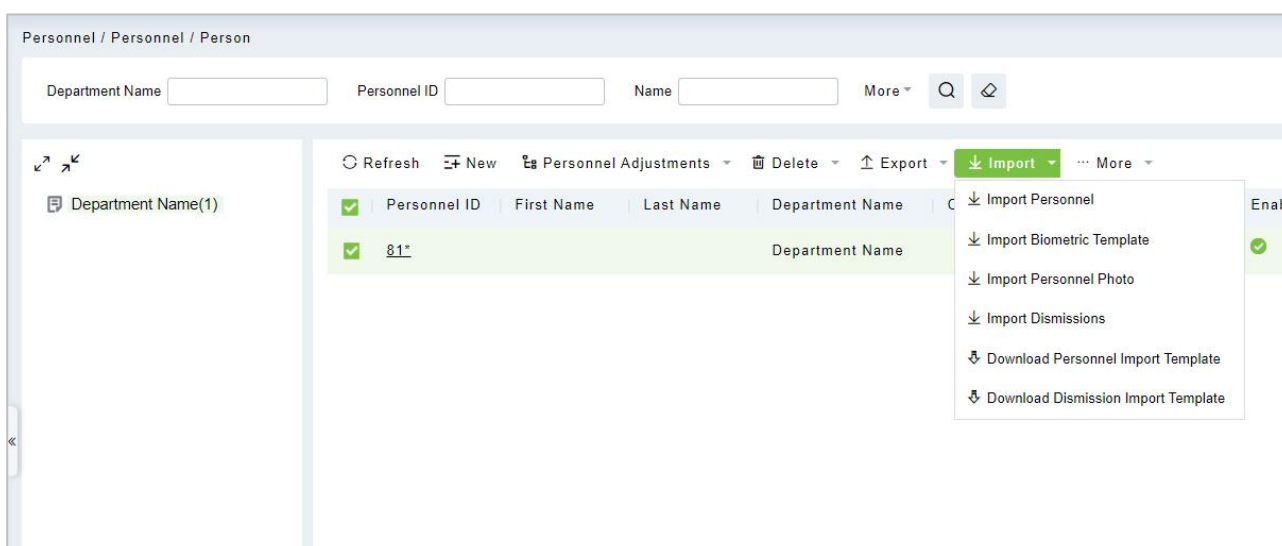 Personnel / Personnel / Person
Department Name Personnel ID Name More
Refresh New Personnel Adjustments Delete Export Import ··· More
Department Name(1)
Personnel ID First Name Last Name Department Name
81* Department Name
Import Personnel
Import Biometric Template
Import Personnel Photo
Import Dismissions
Download Personnel Import Template
Download Dismission Import Template